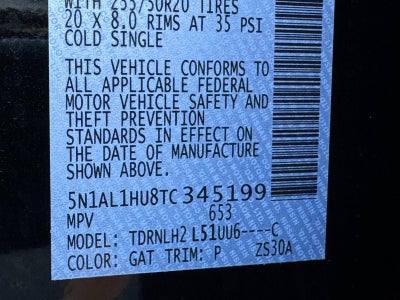 WITH 255/50R20 TIRES
20 X 8.0 RIMS AT 35 PSI
COLD SINGLE
THIS VEHICLE CONFORMS TO
ALL APPLICABLE FEDERAL
MOTOR VEHICLE SAFETY AND
THEFT PREVENTION
STANDARDS IN EFFECT ON
THE DATE OF MANUFACTURE
SHOWN ABOVE.
5N1AL1HU8TC345199
MPV 653
MODEL: TDRNLH2 L51UU6----C
COLOR: GAT TRIM: P ZS30A